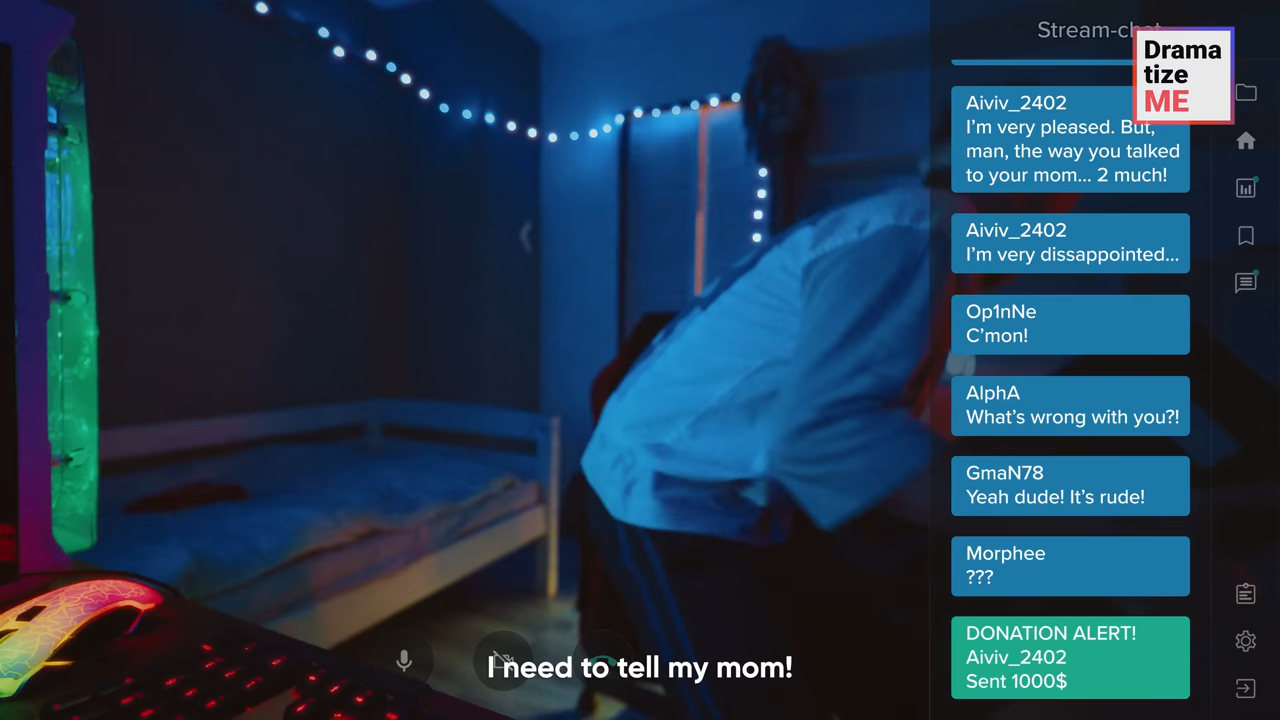 Stream-chat
Drama
tize
ME
Aiviv_2402
I'm very pleased. But,
man, the way you talked
to your mom... 2 much!
Aiviv_2402
I'm very dissappointed...
Op1nNe
C'mon!
AlphA
What's wrong with you?!
GmaN78
Yeah dude! It's rude!
Morphee
???
DONATION ALERT!
Aiviv_2402
Sent 1000$
I need to tell my mom!